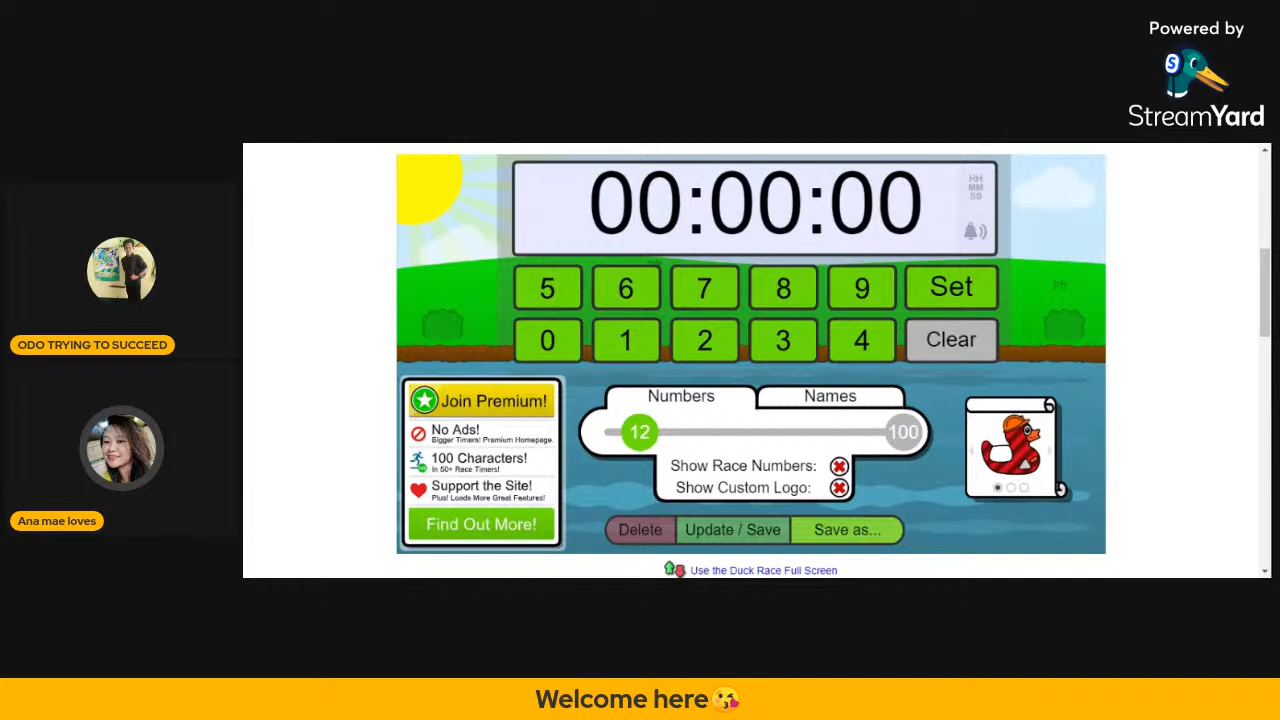 Powered by
S
StreamYard
00:00:00
HH
MM
SS
5 6 7 8 9 Set
0 1 2 3 4 Clear
Join Premium!
No Ads!
Bigger Timers! Premium Homepage.
100 Characters!
In 50+ Race Timers!
Support the Site!
Plus! Loads More Great Features!
Find Out More!
Numbers Names
12 100
Show Race Numbers:
Show Custom Logo:
Delete Update / Save Save as...
Use the Duck Race Full Screen
ODO TRYING TO SUCCEED
Ana mae loves
Welcome here😘